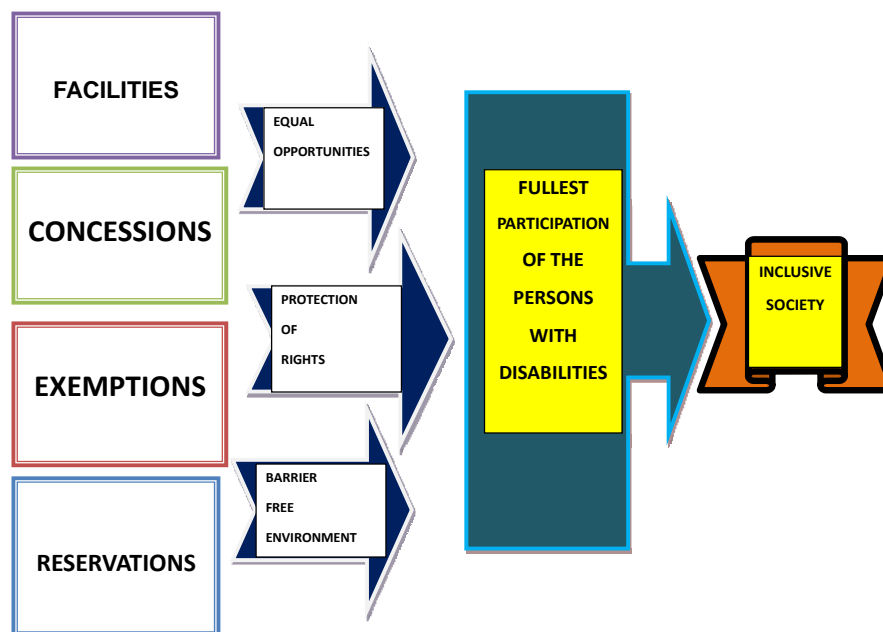 FACILITIES
CONCESSIONS
EXEMPTIONS
RESERVATIONS
EQUAL
OPPORTUNITIES
PROTECTION
OF
RIGHTS
BARRIER
FREE
ENVIRONMENT
FULLEST
PARTICIPATION
OF THE
PERSONS
WITH
DISABILITIES
INCLUSIVE
SOCIETY